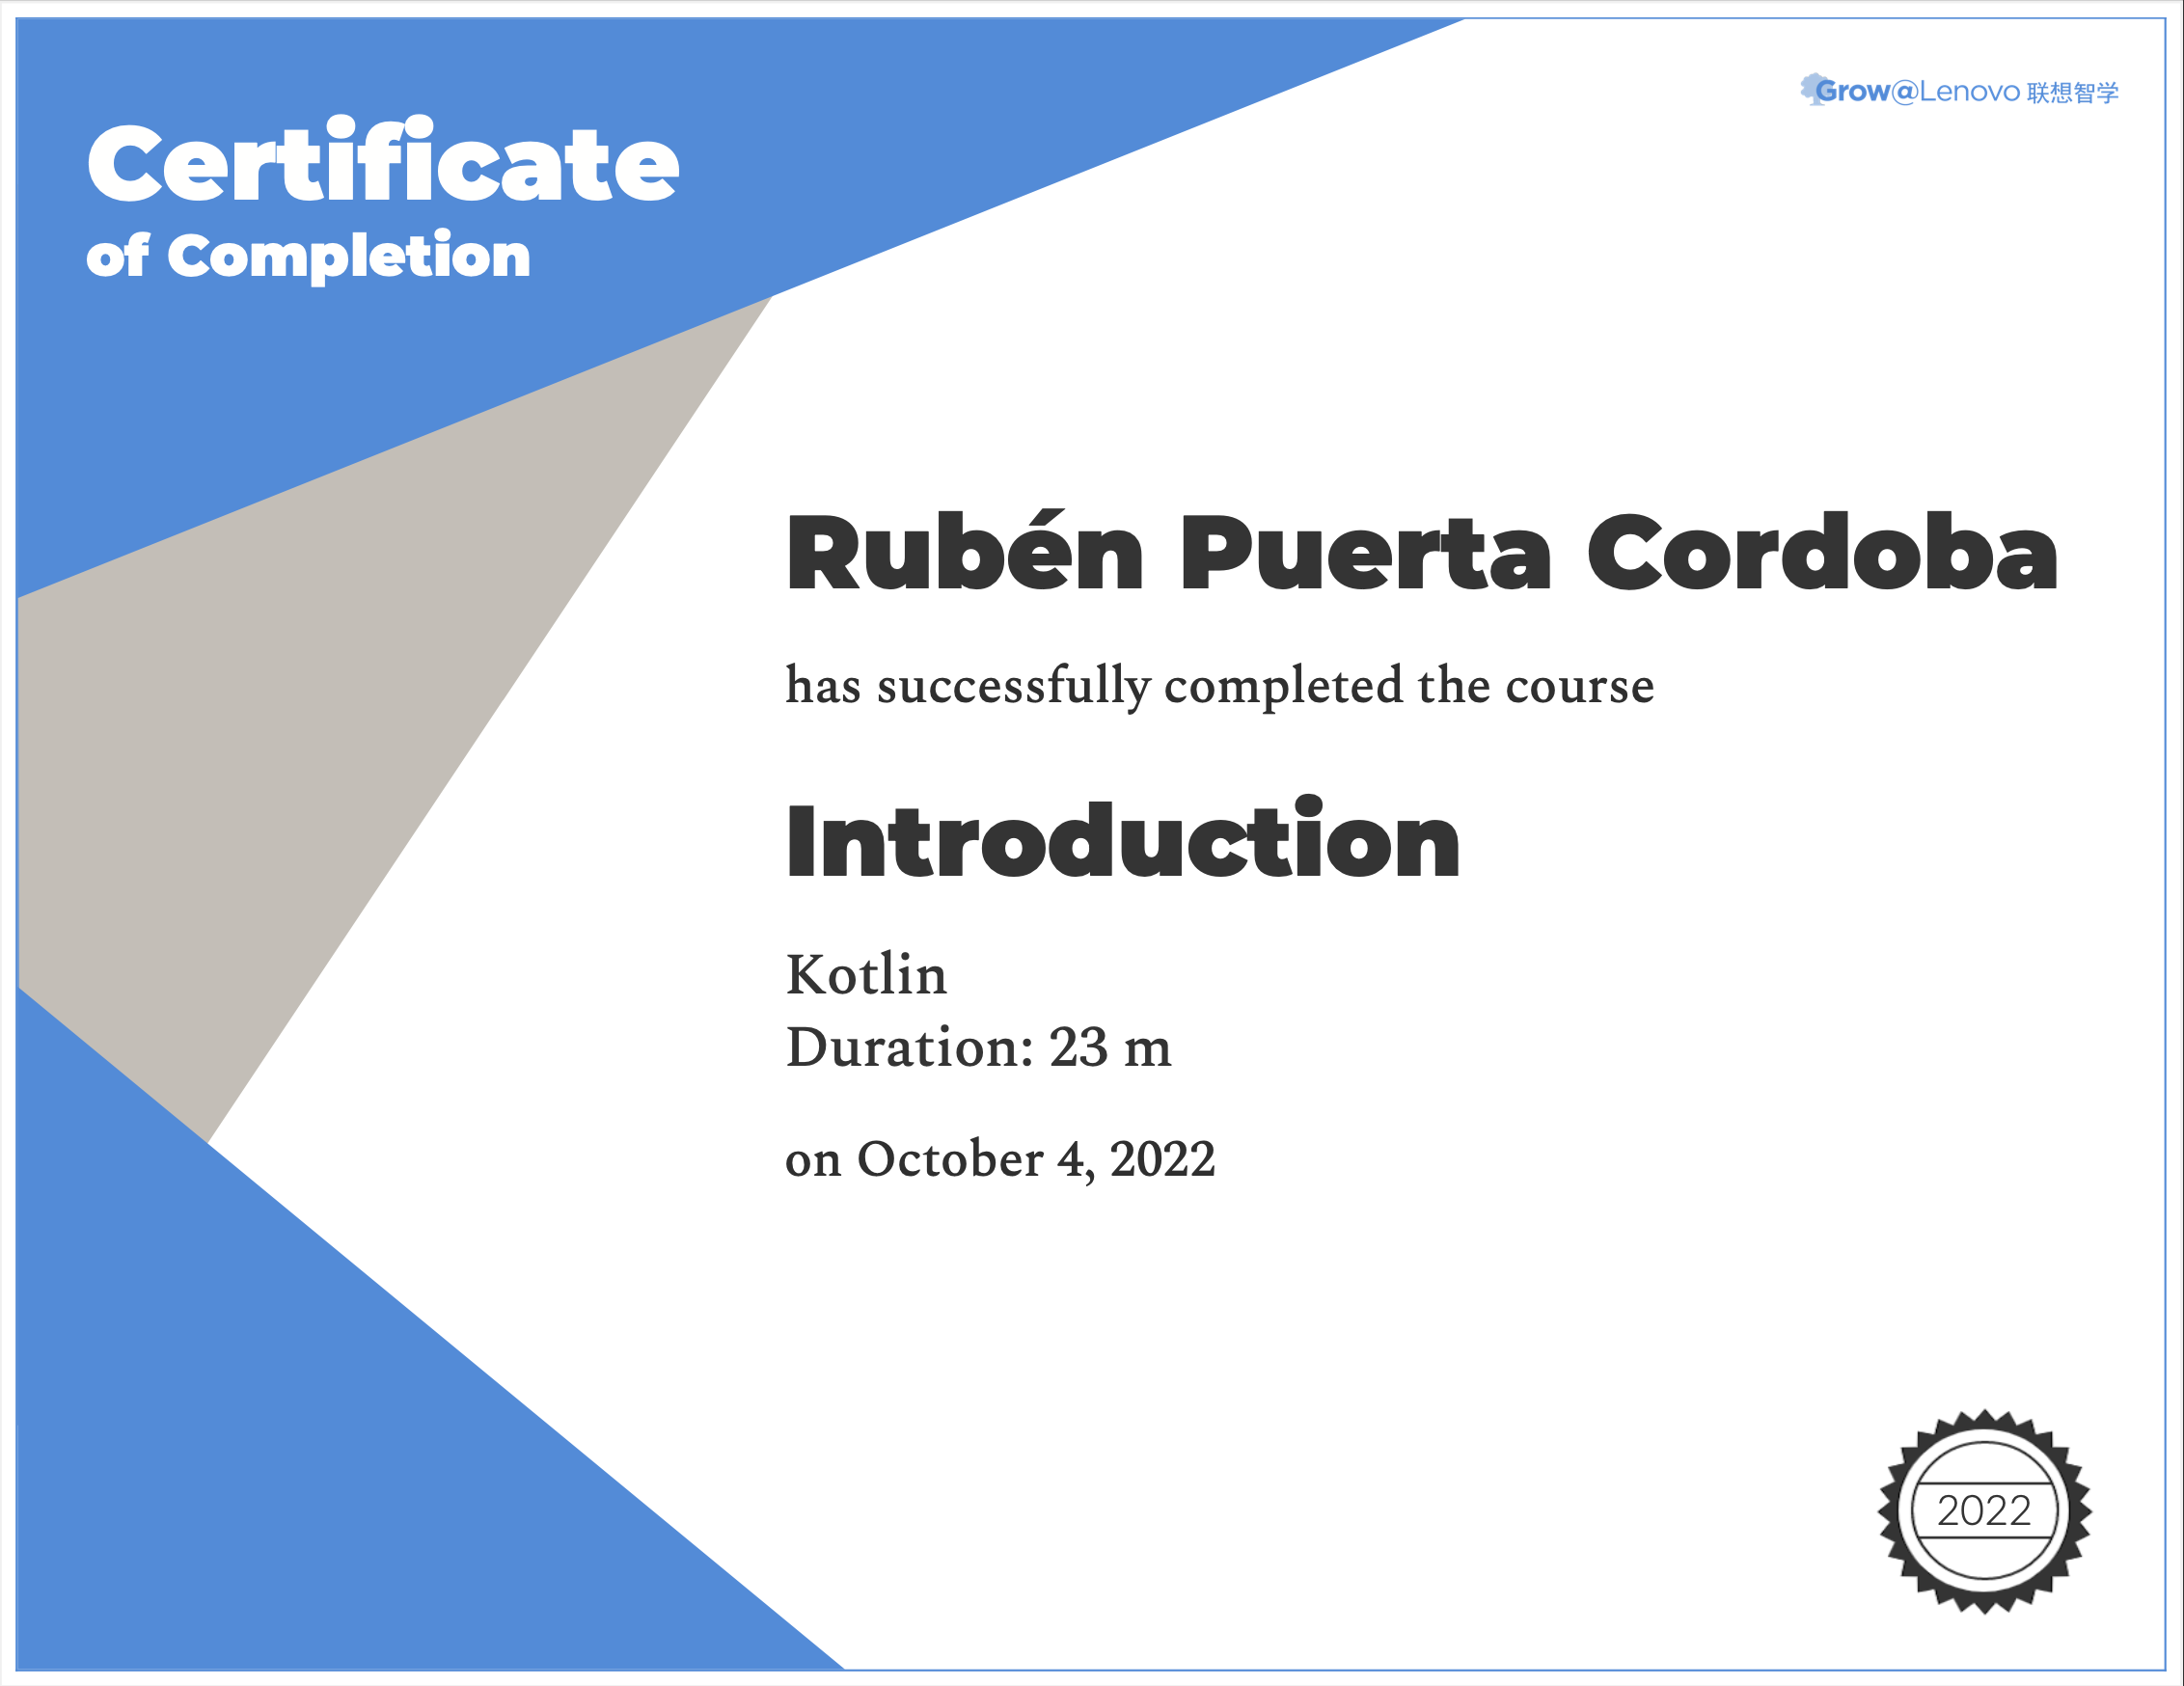 Certificate
of Completion
Grow@Lenovo 联想智学
Rubén Puerta Cordoba
has successfully completed the course
Introduction
Kotlin
Duration: 23 m
on October 4, 2022
2022